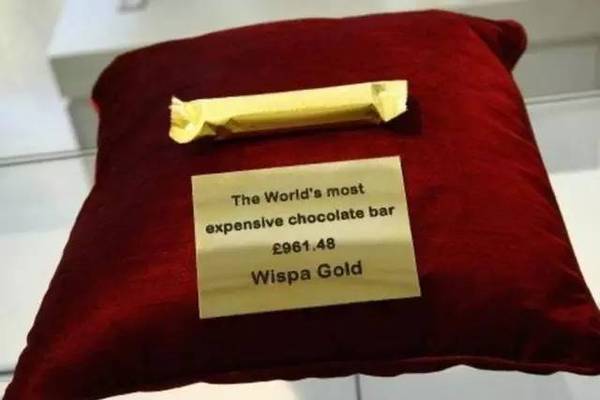 The World's most
expensive chocolate bar
£961.48
Wispa Gold